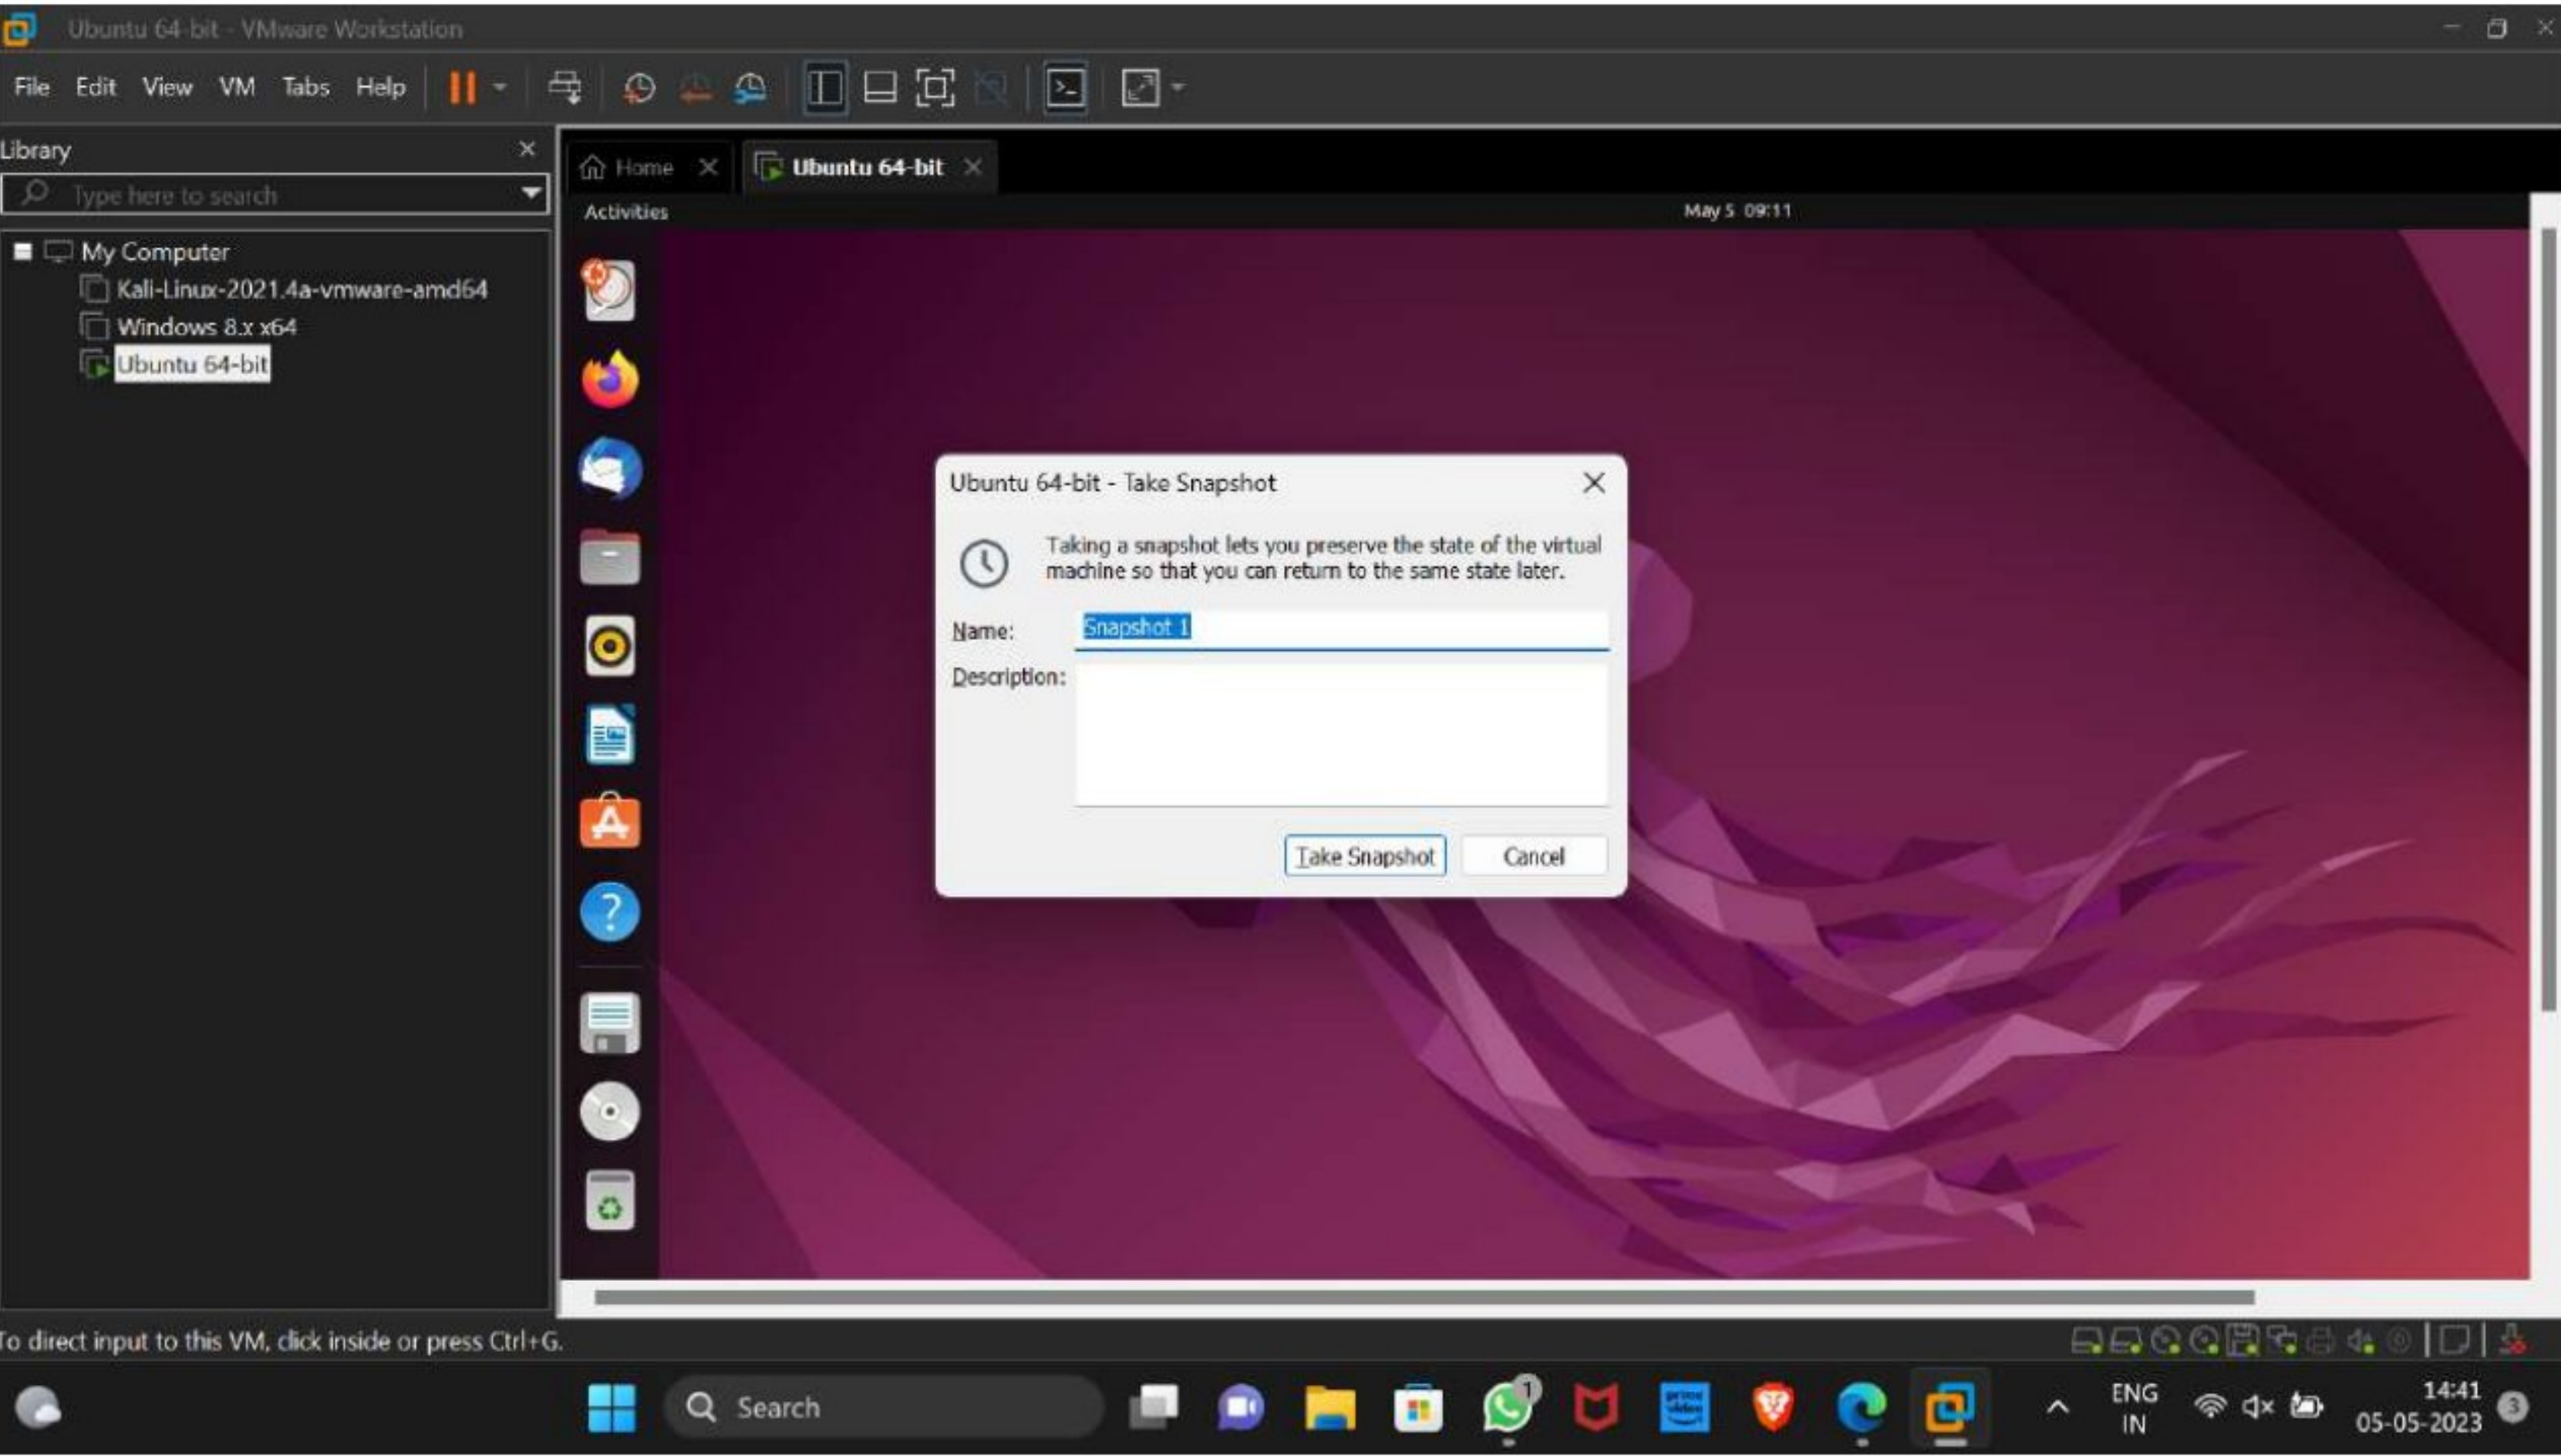 Ubuntu 64-bit - VMware Workstation
File Edit View VM Tabs Help
Library
Type here to search
My Computer
Kali-Linux-2021.4a-vmware-amd64
Windows 8.x x64
Ubuntu 64-bit
Home
Ubuntu 64-bit
Activities
May 5 09:11
Ubuntu 64-bit - Take Snapshot
Taking a snapshot lets you preserve the state of the virtual
machine so that you can return to the same state later.
Name: Snapshot 1
Description:
Take Snapshot Cancel
To direct input to this VM, click inside or press Ctrl+G.
Search
1
prime
video
ENG
IN
14:41
05-05-2023
3